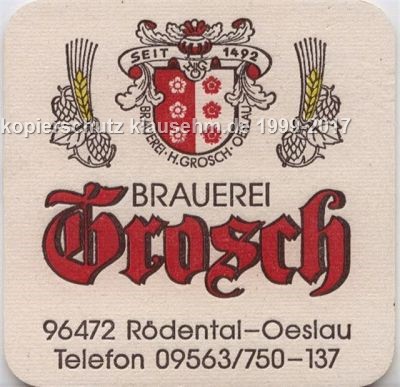 SEIT 1492
BRAUEREI · H. GROSCH · OESLAU
kopierschutz klausehm.de 1999-2017
BRAUEREI
Grosch
96472 Rödental-Oeslau
Telefon 09563/750-137